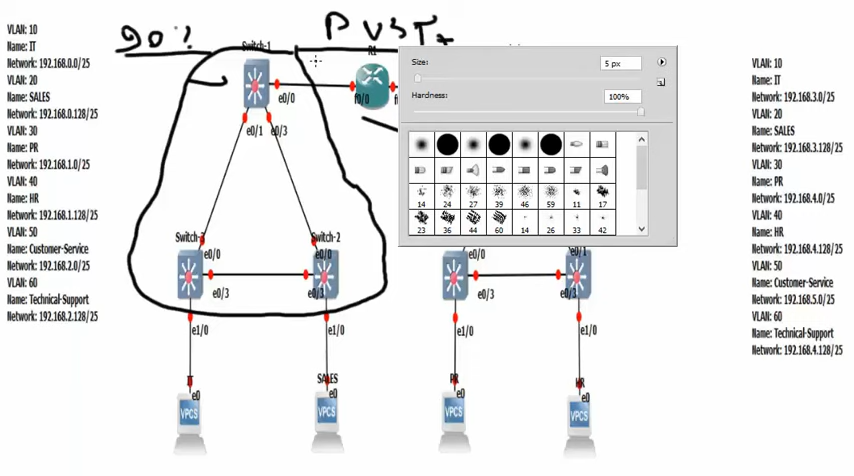 90%
PVST+
VLAN: 10
Name: IT
Network: 192.168.0.0/25
VLAN: 20
Name: SALES
Network: 192.168.0.128/25
VLAN: 30
Name: PR
Network: 192.168.1.0/25
VLAN: 40
Name: HR
Network: 192.168.1.128/25
VLAN: 50
Name: Customer-Service
Network: 192.168.2.0/25
VLAN: 60
Name: Technical-Support
Network: 192.168.2.128/25
Switch-1
R1
e0/0
f0/0
e0/1
e0/3
Switch-2
e0/0
e0/0
e0/3
e0/3
e1/0
e1/0
IT
SALES
e0
e0
VPCS
VPCS
Size:
5 px
Hardness:
100%
14
24
27
39
46
59
11
17
23
36
44
60
14
26
33
42
e0/0
e0/1
e0/3
e0/3
e1/0
e1/0
PR
HR
e0
e0
VPCS
VPCS
VLAN: 10
Name: IT
Network: 192.168.3.0/25
VLAN: 20
Name: SALES
Network: 192.168.3.128/25
VLAN: 30
Name: PR
Network: 192.168.4.0/25
VLAN: 40
Name: HR
Network: 192.168.4.128/25
VLAN: 50
Name: Customer-Service
Network: 192.168.5.0/25
VLAN: 60
Name: Technical-Support
Network: 192.168.4.128/25